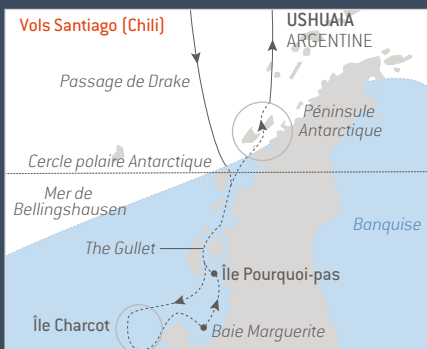 Vols Santiago (Chili)
USHUAIA
ARGENTINE
Passage de Drake
Péninsule
Antarctique
Cercle polaire Antarctique
Mer de
Bellingshausen
Banquise
The Gullet
Île Pourquoi-pas
Île Charcot
Baie Marguerite